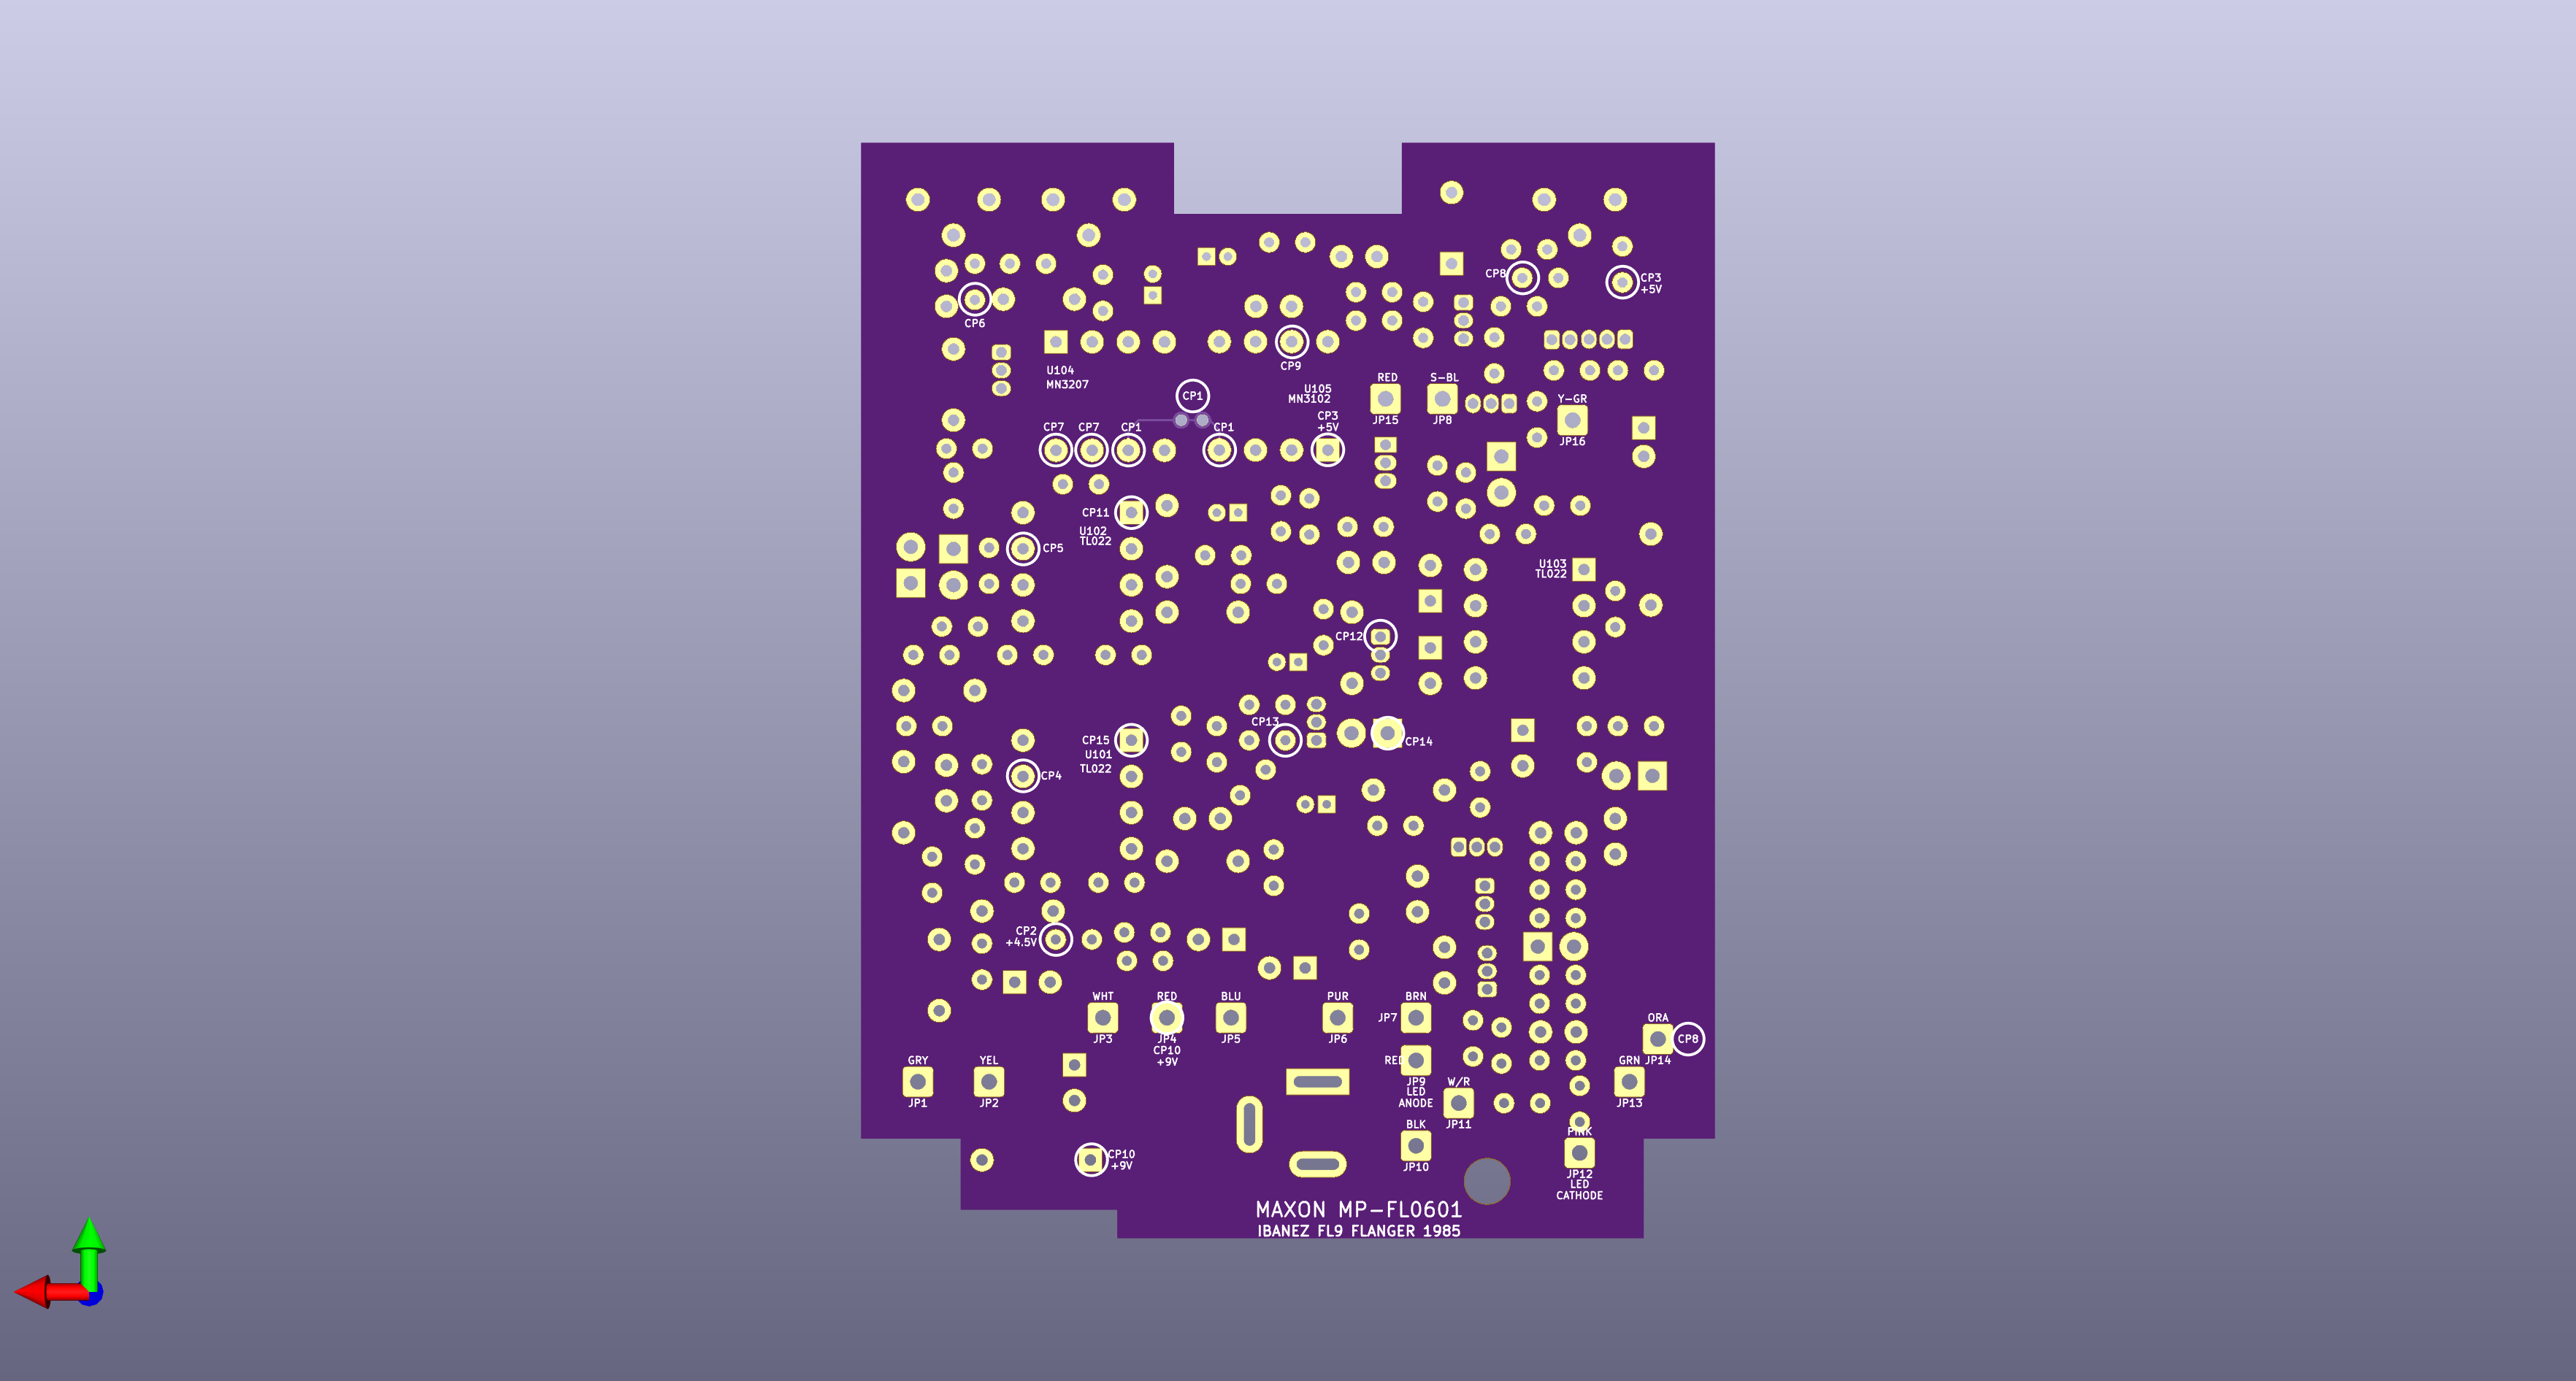 CP8
CP3
+5V
CP6
CP9
U104
MN3207
RED
S-BL
U105
MN3102
CP1
Y-GR
JP15
JP8
CP3
+5V
CP7
CP7
CP1
CP1
JP16
CP11
U102
TL022
CP5
U103
TL022
CP12
CP13
CP15
CP14
U101
TL022
CP4
CP2
+4.5V
WHT
RED
BLU
PUR
BRN
JP7
ORA
JP3
JP4
JP5
JP6
CP8
CP10
+9V
GRY
YEL
RED
GRN
JP14
JP9
LED
ANODE
W/R
JP1
JP2
JP13
BLK
JP11
PINK
CP10
+9V
JP10
JP12
LED
CATHODE
MAXON MP-FL0601
IBANEZ FL9 FLANGER 1985